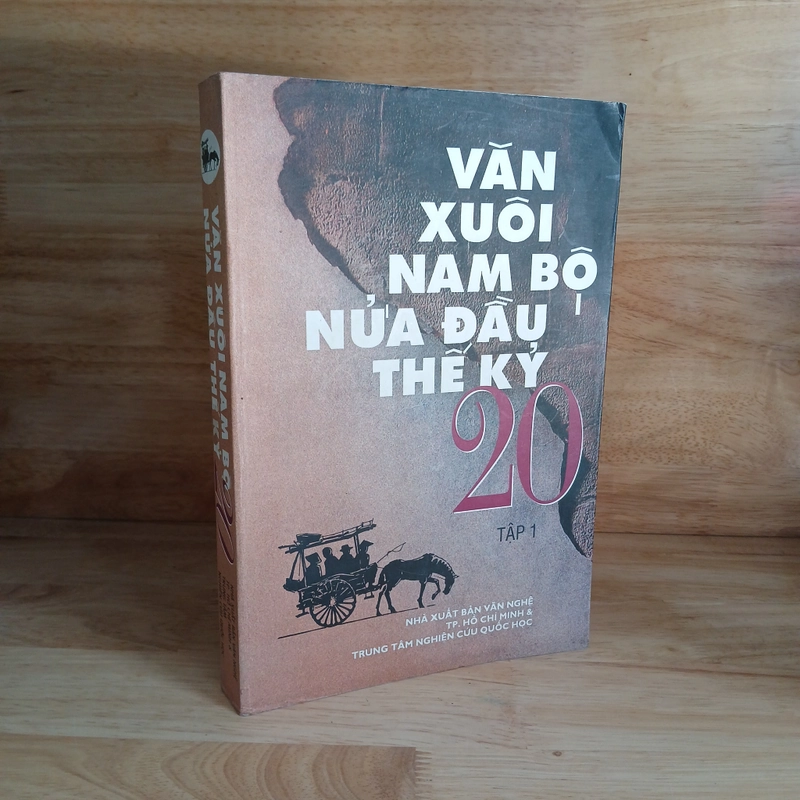 VĂN
XUÔI
NAM BỘ
NỬA ĐẦU
THẾ KỶ
20
TẬP 1
NHÀ XUẤT BẢN VĂN NGHỆ
TP. HỒ CHÍ MINH &
TRUNG TÂM NGHIÊN CỨU QUỐC HỌC
VĂN XUÔI NAM BỘ
NỬA ĐẦU THẾ KỶ
20